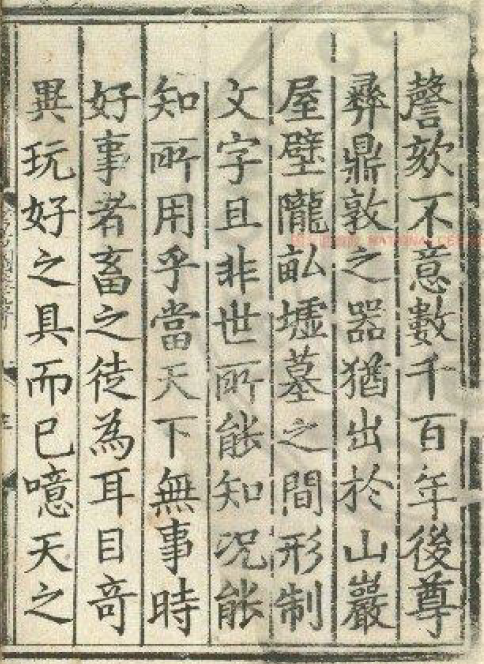 謦欬不意數千百年後尊
彝鼎敦之器猶出於山巖
屋壁隴畝墟墓之間形制
文字且非世所能知況能
知所用乎當天下無事時
好事者畜之徒為耳目奇
異玩好之具而已噫天之